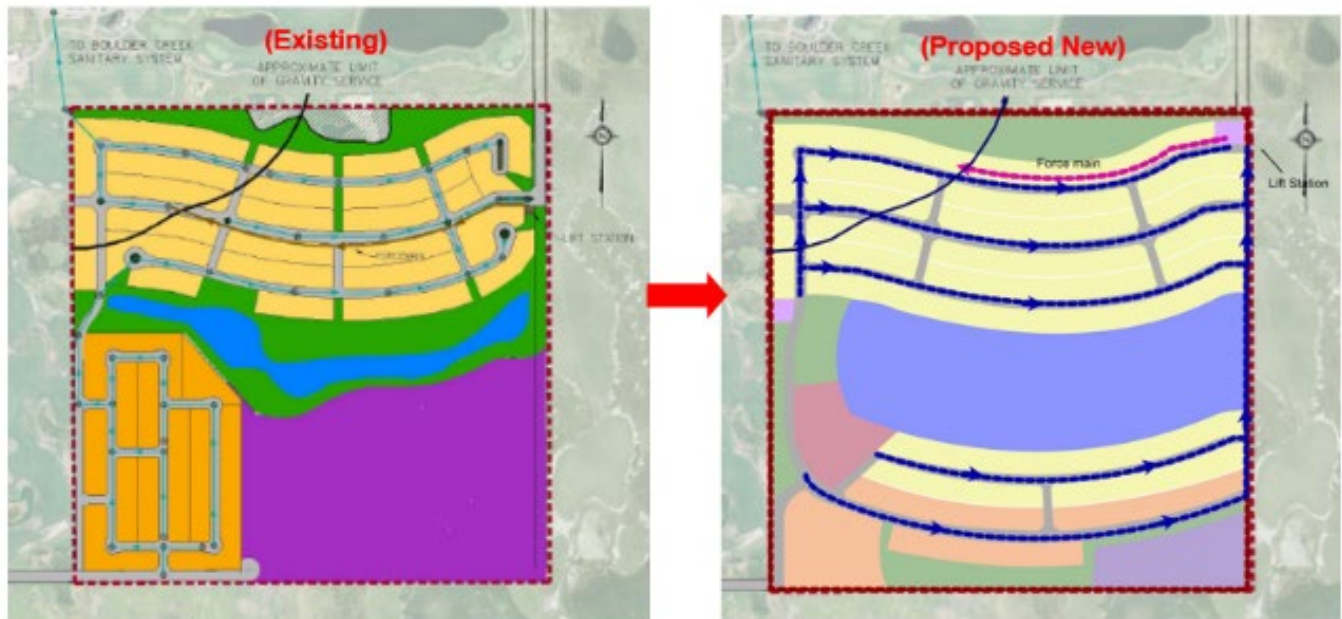 (Existing)
TO BOULDER CREEK
SANITARY SYSTEM
APPROXIMATE LIMIT
OF GRAVITY SERVICE
LIFT STATION
(Proposed New)
TO BOULDER CREEK
SANITARY SYSTEM
APPROXIMATE LIMIT
OF GRAVITY SERVICE
Force main
Lift Station